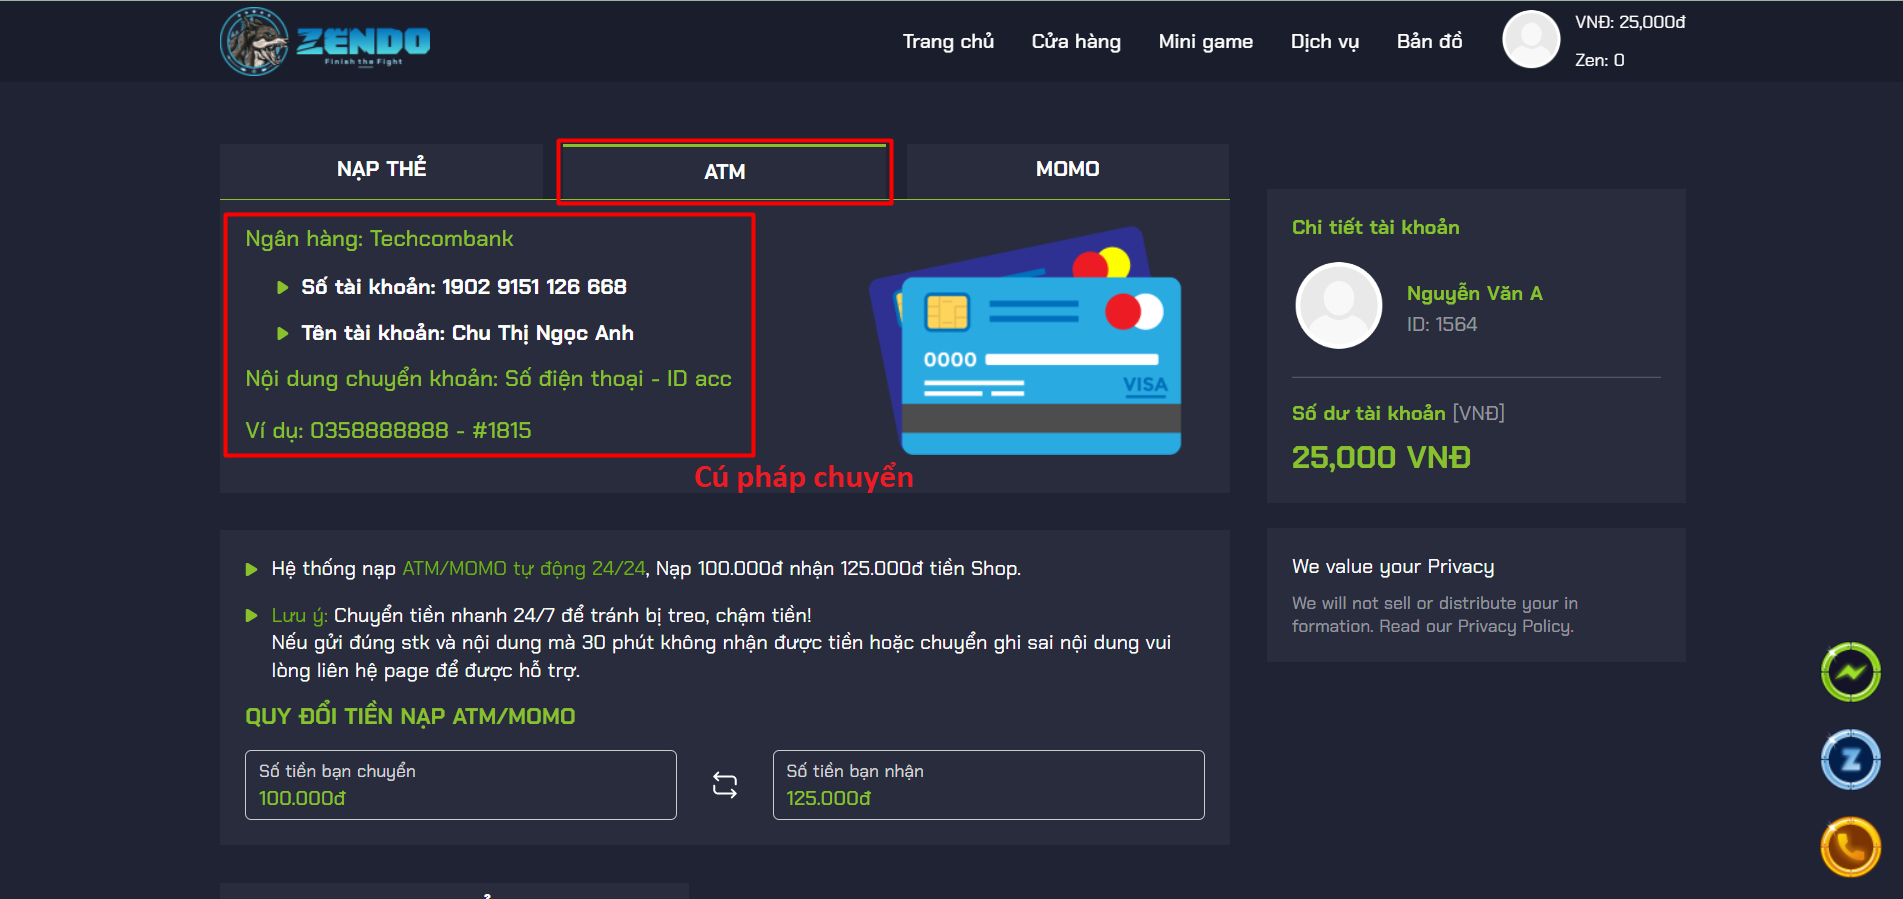 ZENDO
Finish the Fight
Trang chủ
Cửa hàng
Mini game
Dịch vụ
Bản đồ
VNĐ: 25,000đ
Zen: 0
NẠP THẺ
ATM
MOMO
Ngân hàng: Techcombank
Số tài khoản: 1902 9151 126 668
Tên tài khoản: Chu Thị Ngọc Anh
Nội dung chuyển khoản: Số điện thoại - ID acc
Ví dụ: 0358888888 - #1815
0000
VISA
Cú pháp chuyển
Hệ thống nạp ATM/MOMO tự động 24/24, Nạp 100.000đ nhận 125.000đ tiền Shop.
Lưu ý: Chuyển tiền nhanh 24/7 để tránh bị treo, chậm tiền!
Nếu gửi đúng stk và nội dung mà 30 phút không nhận được tiền hoặc chuyển ghi sai nội dung vui
lòng liên hệ page để được hỗ trợ.
QUY ĐỔI TIỀN NẠP ATM/MOMO
Số tiền bạn chuyển
100.000đ
Số tiền bạn nhận
125.000đ
Chi tiết tài khoản
Nguyễn Văn A
ID: 1564
Số dư tài khoản [VNĐ]
25,000 VNĐ
We value your Privacy
We will not sell or distribute your in
formation. Read our Privacy Policy.
Z